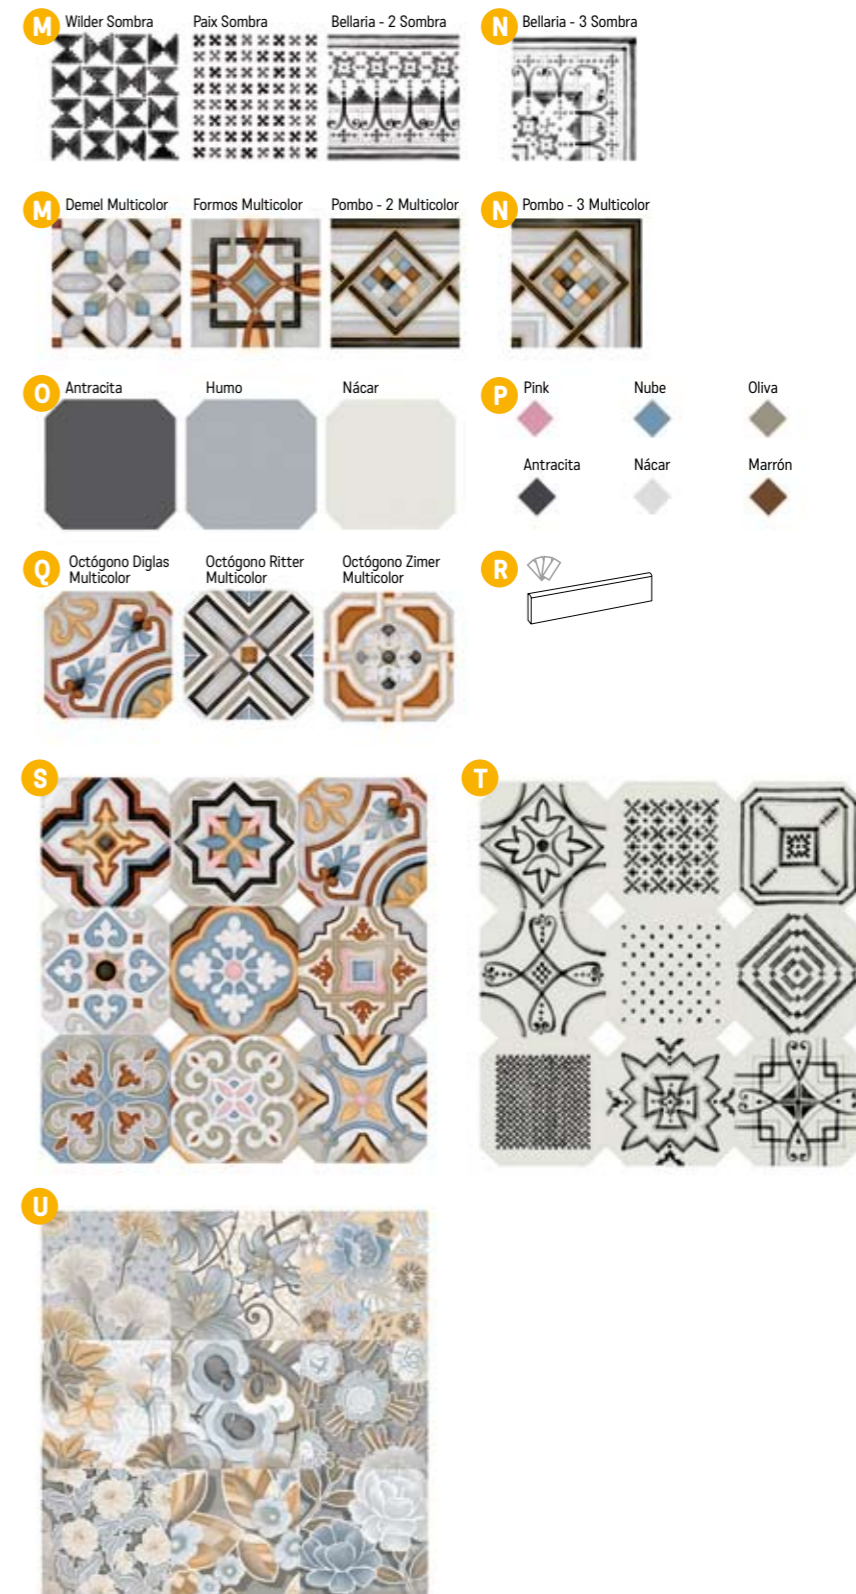 M Wilder Sombra Paix Sombra Bellaria - 2 Sombra N Bellaria - 3 Sombra
M Demel Multicolor Formos Multicolor Pombo - 2 Multicolor N Pombo - 3 Multicolor
O Antracita Humo Nácar P Pink Nube Oliva
Antracita Nácar Marrón
Q Octógono Diglas Octógono Ritter Octógono Zimer R
Multicolor Multicolor Multicolor
S T
U